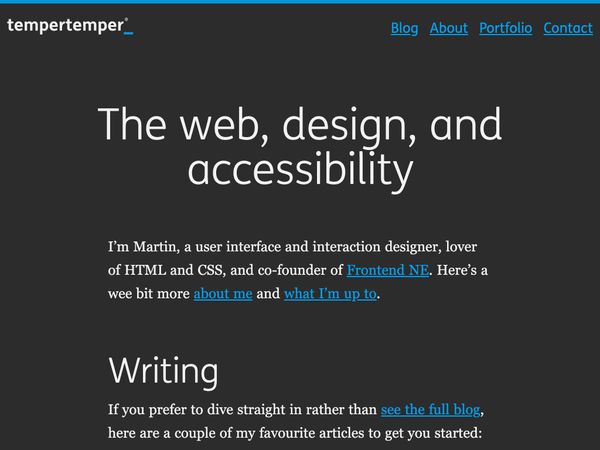 tempertemper®_
Blog About Portfolio Contact
The web, design, and
accessibility
I’m Martin, a user interface and interaction designer, lover
of HTML and CSS, and co-founder of Frontend NE. Here’s a
wee bit more about me and what I’m up to.
Writing
If you prefer to dive straight in rather than see the full blog,
here are a couple of my favourite articles to get you started: